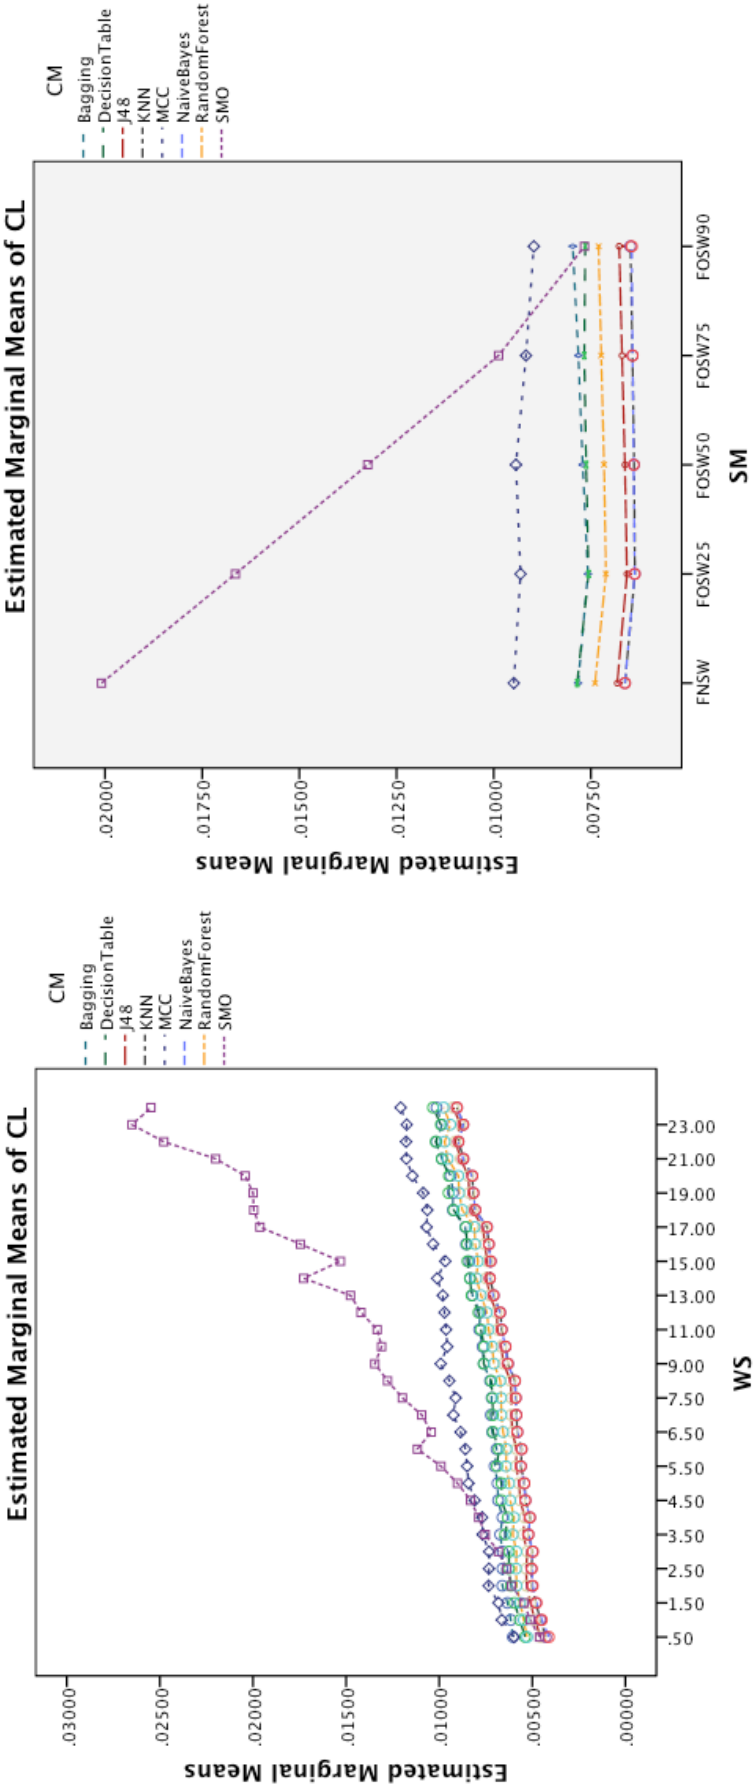 Estimated Marginal Means of CL
Estimated Marginal Means
.03000
.02500
.02000
.01500
.01000
.00500
.00000
.50
1.50
2.50
3.50
4.50
5.50
6.50
7.50
9.00
11.00
13.00
15.00
17.00
19.00
21.00
23.00
WS
CM
Bagging
DecisionTable
J48
KNN
MCC
NaiveBayes
RandomForest
SMO
Estimated Marginal Means of CL
Estimated Marginal Means
.02000
.01750
.01500
.01250
.01000
.00750
FNSW
FOSW25
FOSW50
FOSW75
FOSW90
SM
CM
Bagging
DecisionTable
J48
KNN
MCC
NaiveBayes
RandomForest
SMO